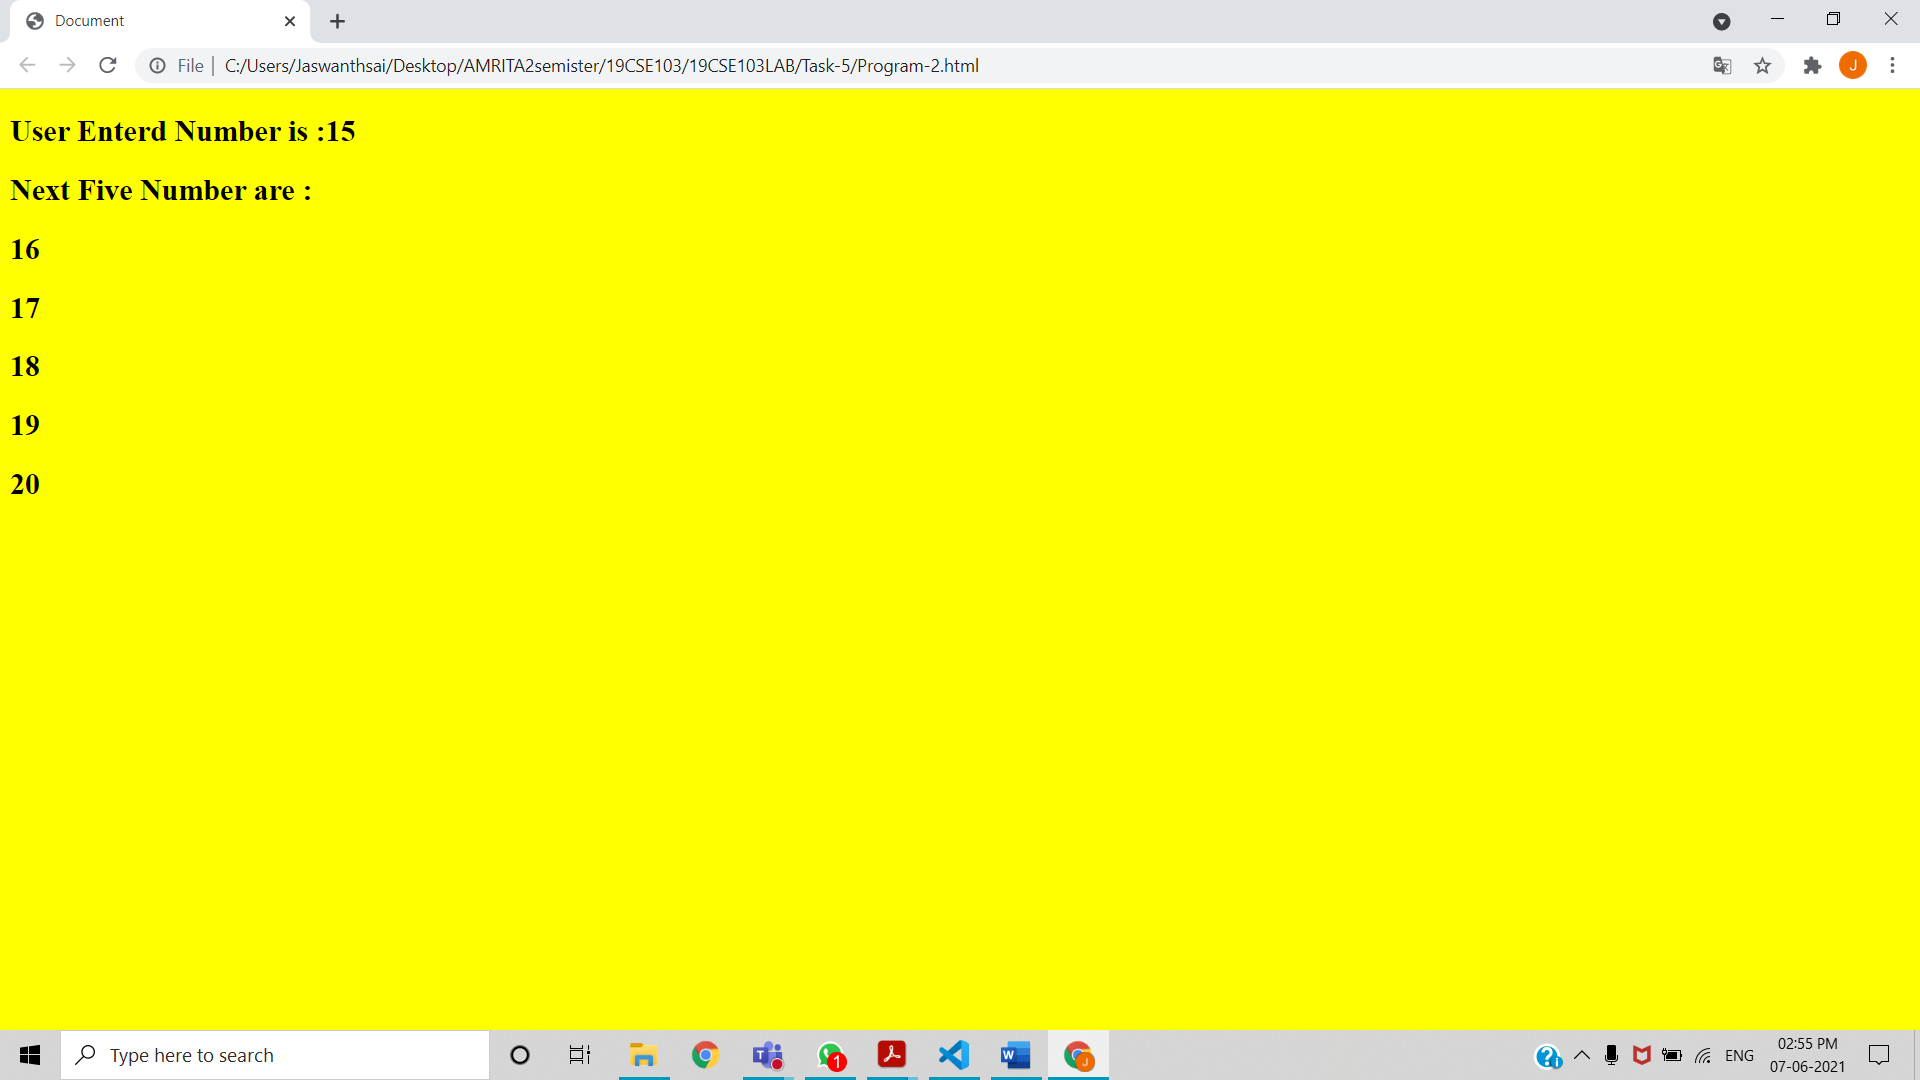 Document
File
C:/Users/Jaswanthsai/Desktop/AMRITA2semister/19CSE103/19CSE103LAB/Task-5/Program-2.html
J
User Enterd Number is :15
Next Five Number are :
16
17
18
19
20
Type here to search
T
1
W
J
ENG
02:55 PM
07-06-2021